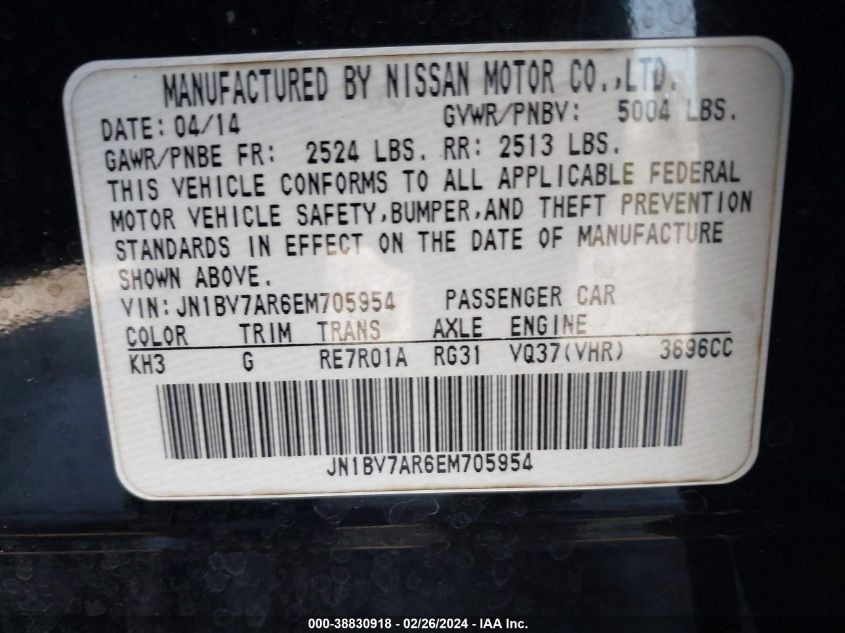 MANUFACTURED BY NISSAN MOTOR CO.,LTD.
DATE: 04/14 GVWR/PNBV: 5004 LBS.
GAWR/PNBE FR: 2524 LBS. RR: 2513 LBS.
THIS VEHICLE CONFORMS TO ALL APPLICABLE FEDERAL
MOTOR VEHICLE SAFETY,BUMPER,AND THEFT PREVENTION
STANDARDS IN EFFECT ON THE DATE OF MANUFACTURE
SHOWN ABOVE.
VIN:JN1BV7AR6EM705954 PASSENGER CAR
COLOR TRIM TRANS AXLE ENGINE
KH3 G RE7R01A RG31 VQ37(VHR) 3696CC
JN1BV7AR6EM705954
000-38830918 - 02/26/2024 - IAA Inc.